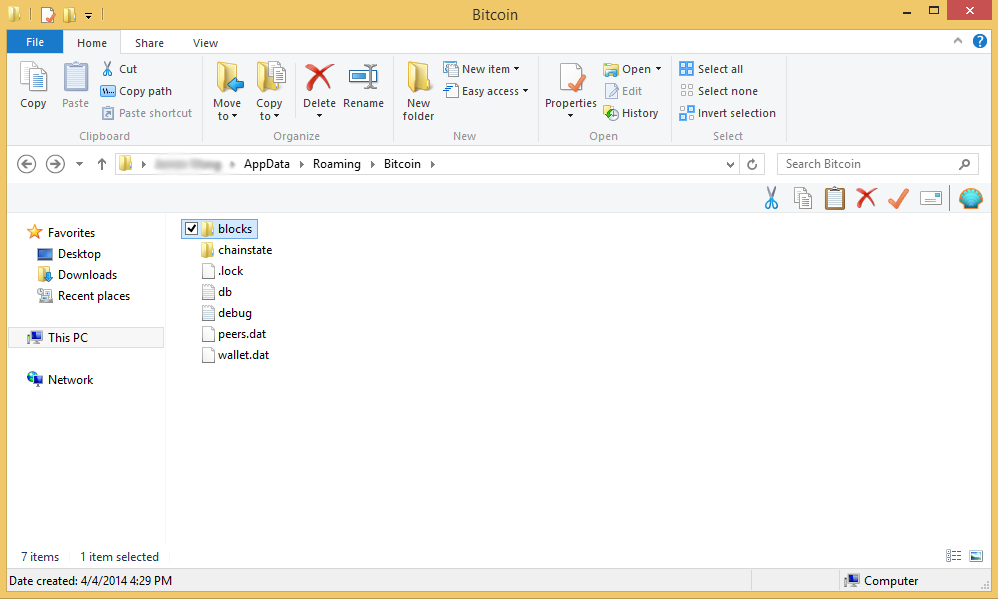 Bitcoin
File Home Share View
Copy Paste Cut Copy path Paste shortcut
Clipboard
Move to Copy to Delete Rename
Organize
New folder New item Easy access
New
Properties Open Edit History
Open
Select all Select none Invert selection
Select
AppData Roaming Bitcoin
Search Bitcoin
Favorites
Desktop
Downloads
Recent places
This PC
Network
blocks
chainstate
.lock
db
debug
peers.dat
wallet.dat
7 items 1 item selected
Date created: 4/4/2014 4:29 PM Computer